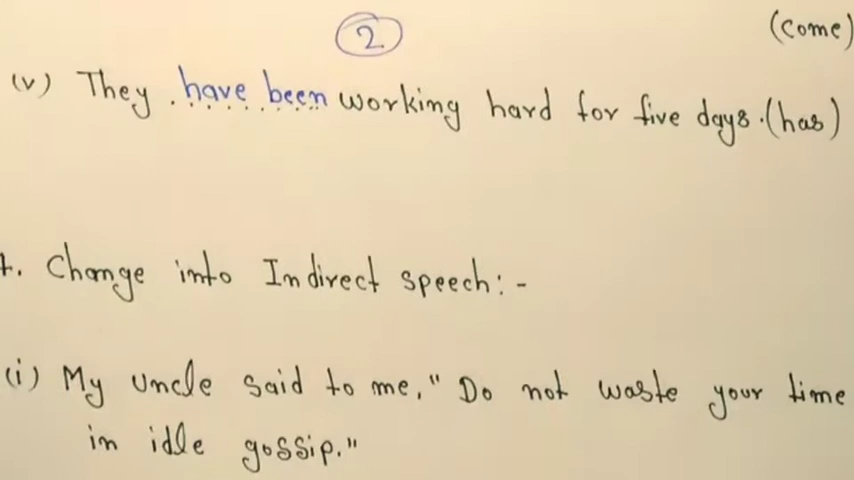 2
(come)
(v) They .have been working hard for five days.(has)
t. Change into Indirect speech:-
(i) My uncle said to me, "Do not waste your time
in idle gossip."